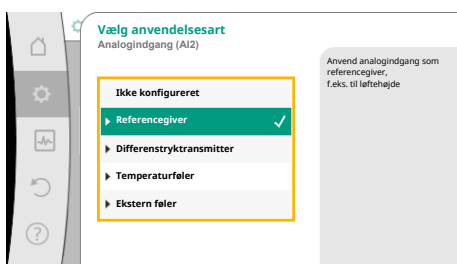 Vælg anvendelsesart
Analogindgang (AI2)
Ikke konfigureret
Referencegiver
Differenstryktransmitter
Temperaturføler
Ekstern føler
Anvend analogindgang som
referencegiver,
f.eks. til løftehøjde